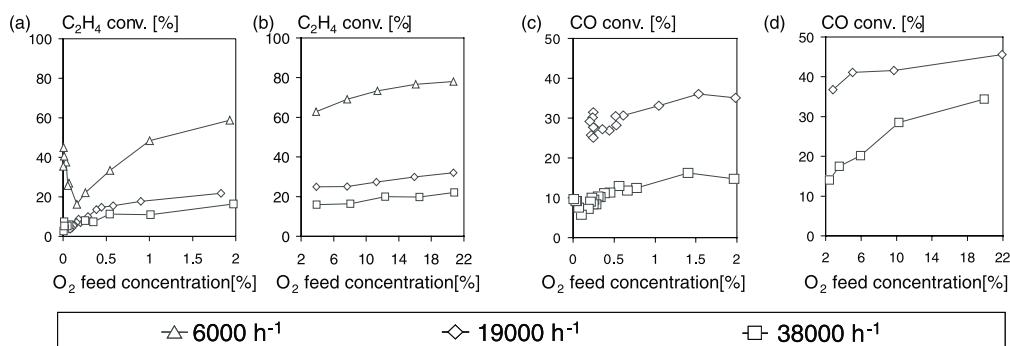 (a) C₂H₄ conv. [%]
100
80
60
40
20
0
0 0.5 1 1.5 2
O₂ feed concentration[%]
(b) C₂H₄ conv. [%]
100
80
60
40
20
0
2 6 10 14 18 22
O₂ feed concentration[%]
(c) CO conv. [%]
50
40
30
20
10
0
0 0.5 1 1.5 2
O₂ feed concentration[%]
(d) CO conv. [%]
50
40
30
20
10
0
2 6 10 14 18 22
O₂ feed concentration[%]
6000 h⁻¹ 19000 h⁻¹ 38000 h⁻¹